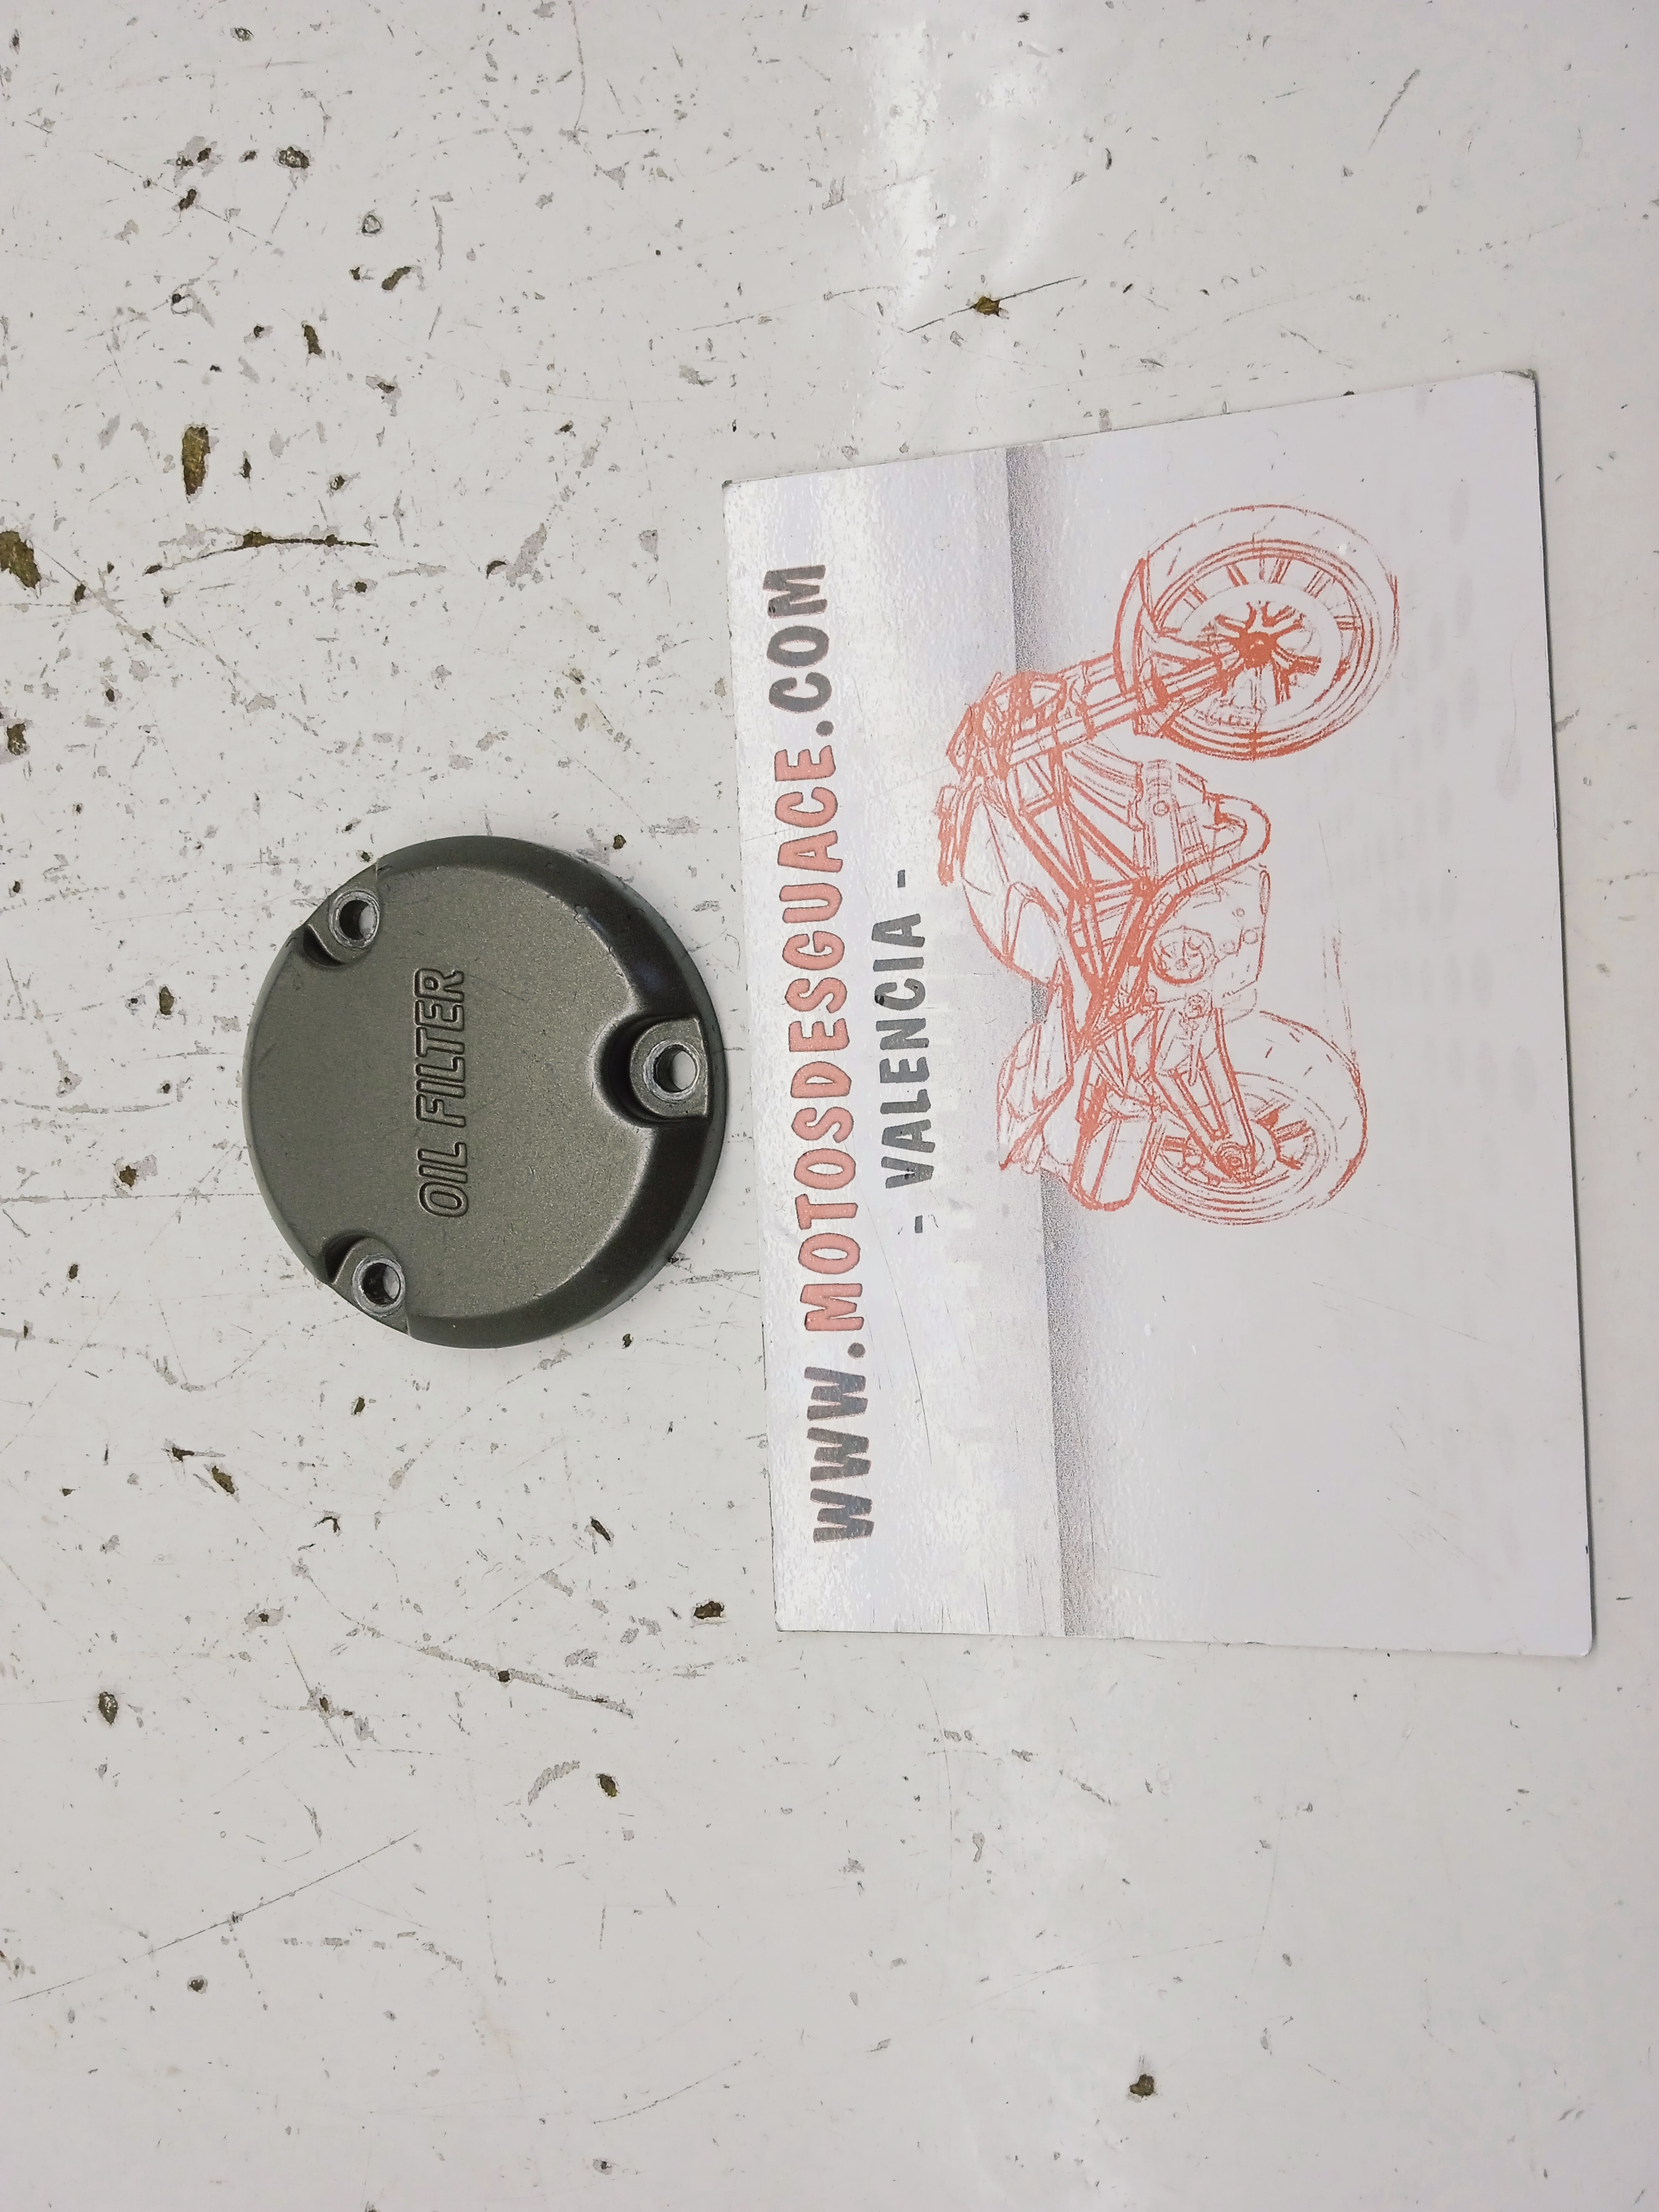 OIL FILTER
WWW.MOTOSDESGUACE.COM
- VALENCIA -